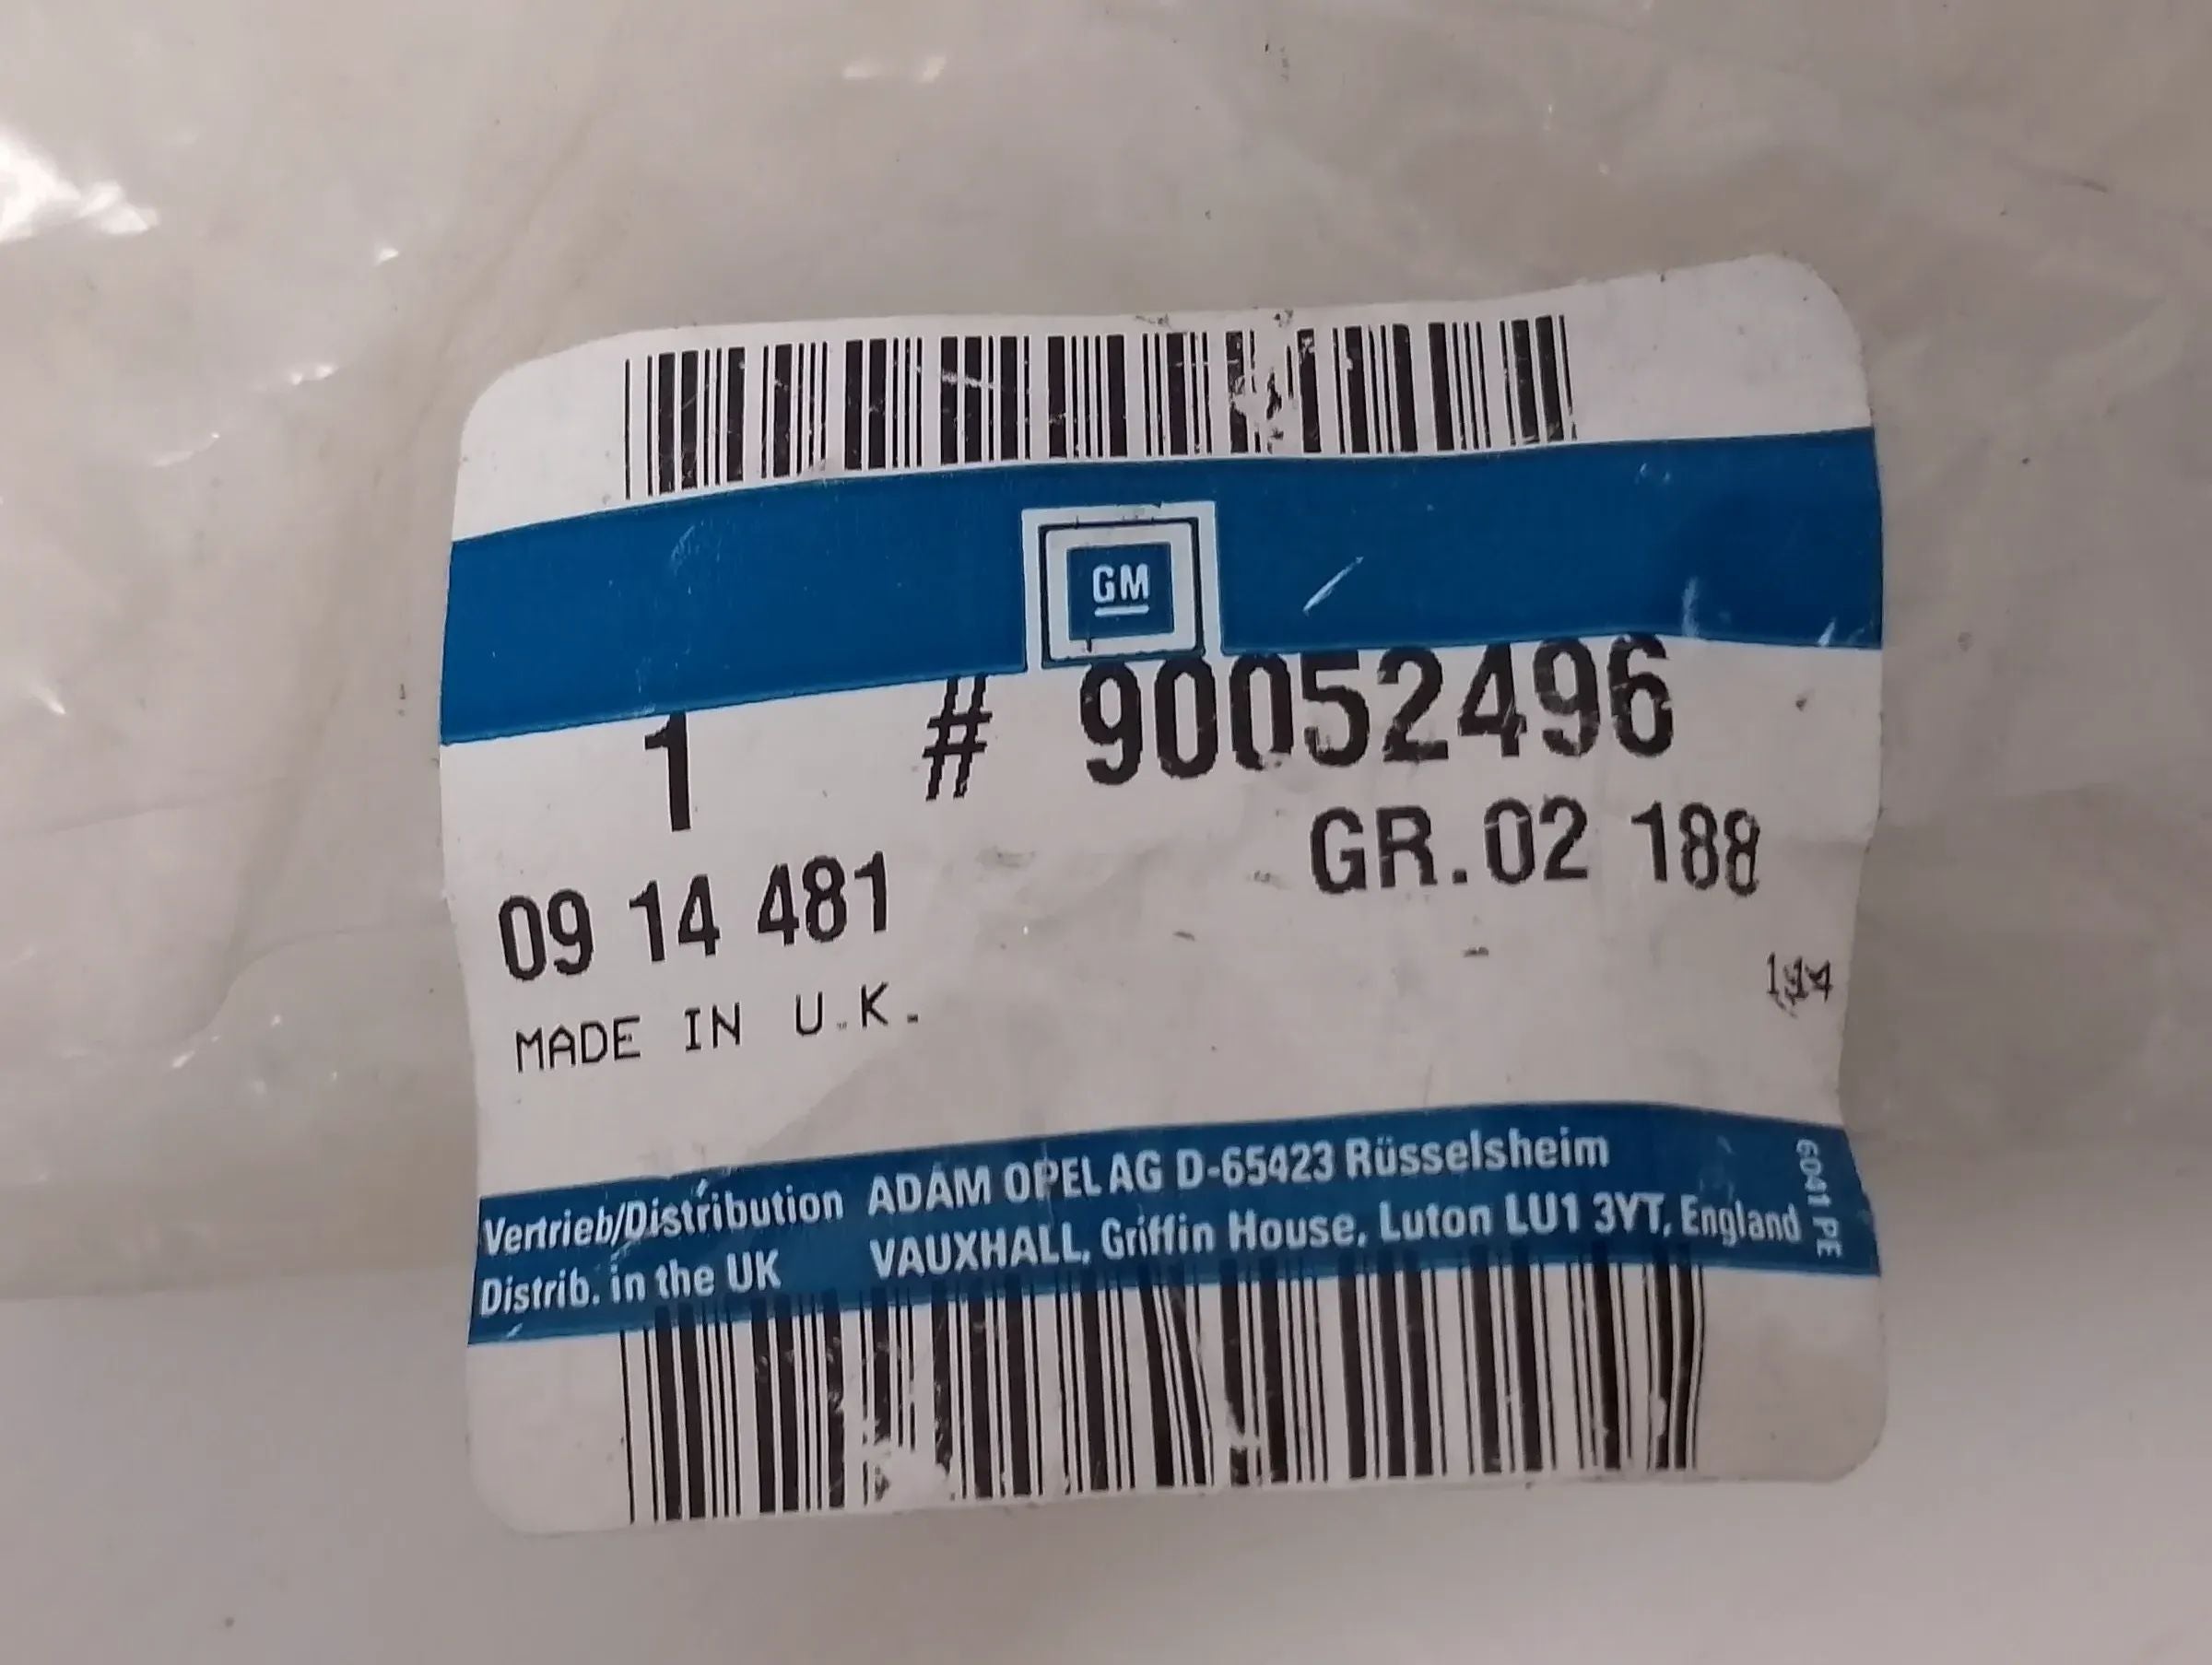 GM
1 # 90052496
GR.02 188
09 14 481
MADE IN U.K.
Vertrieb/Distribution ADAM OPEL AG D-65423 Rüsselsheim
Distrib. in the UK VAUXHALL, Griffin House, Luton LU1 3YT, England
6041 PE